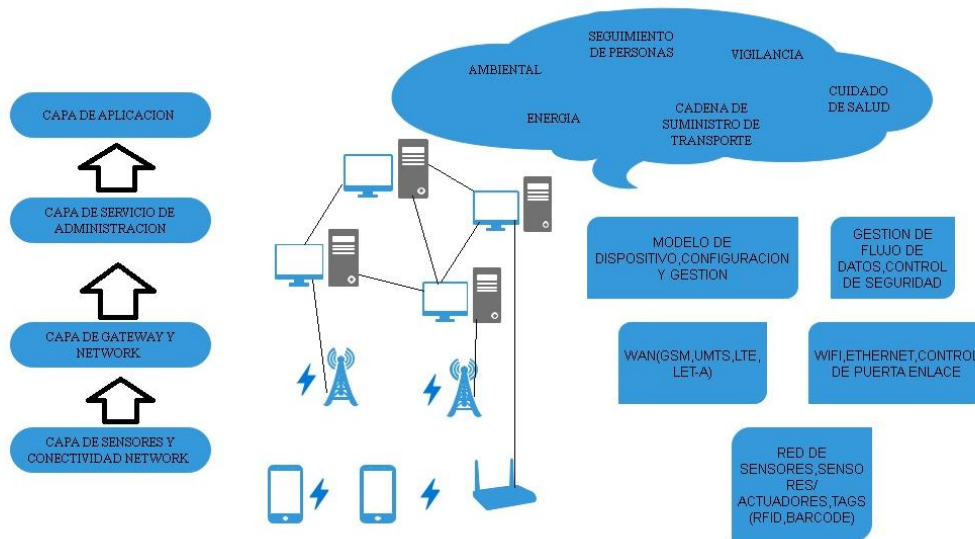 CAPA DE APLICACION
CAPA DE SERVICIO DE
ADMINISTRACION
CAPA DE GATEWAY Y
NETWORK
CAPA DE SENSORES Y
CONECTIVIDAD NETWORK
SEGUIMIENTO
DE PERSONAS
AMBIENTAL
VIGILANCIA
ENERGIA
CADENA DE
SUMINISTRO DE
TRANSPORTE
CUIDADO
DE SALUD
MODELO DE
DISPOSITIVO,CONFIGURACION
Y GESTION
GESTION DE
FLUJO DE
DATOS,CONTROL
DE SEGURIDAD
WAN(GSM,UMTS,LTE,
LET-A)
WIFI,ETHERNET,CONTROL
DE PUERTA ENLACE
RED DE
SENSORES,SENSO
RES/
ACTUADORES,TAGS
(RFID,BARCODE)